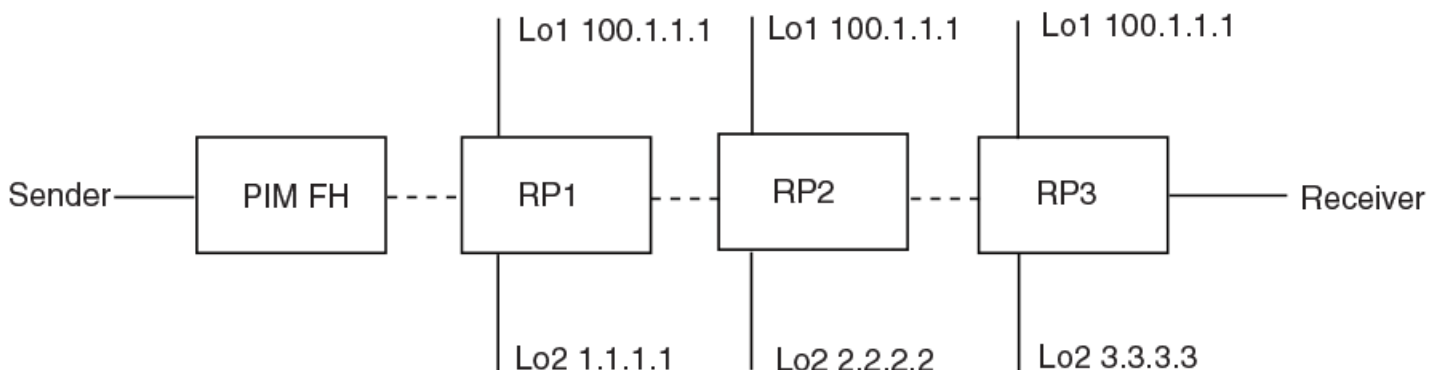 Lo1 100.1.1.1
Lo1 100.1.1.1
Lo1 100.1.1.1
Sender
PIM FH
RP1
RP2
RP3
Receiver
Lo2 1.1.1.1
Lo2 2.2.2.2
Lo2 3.3.3.3